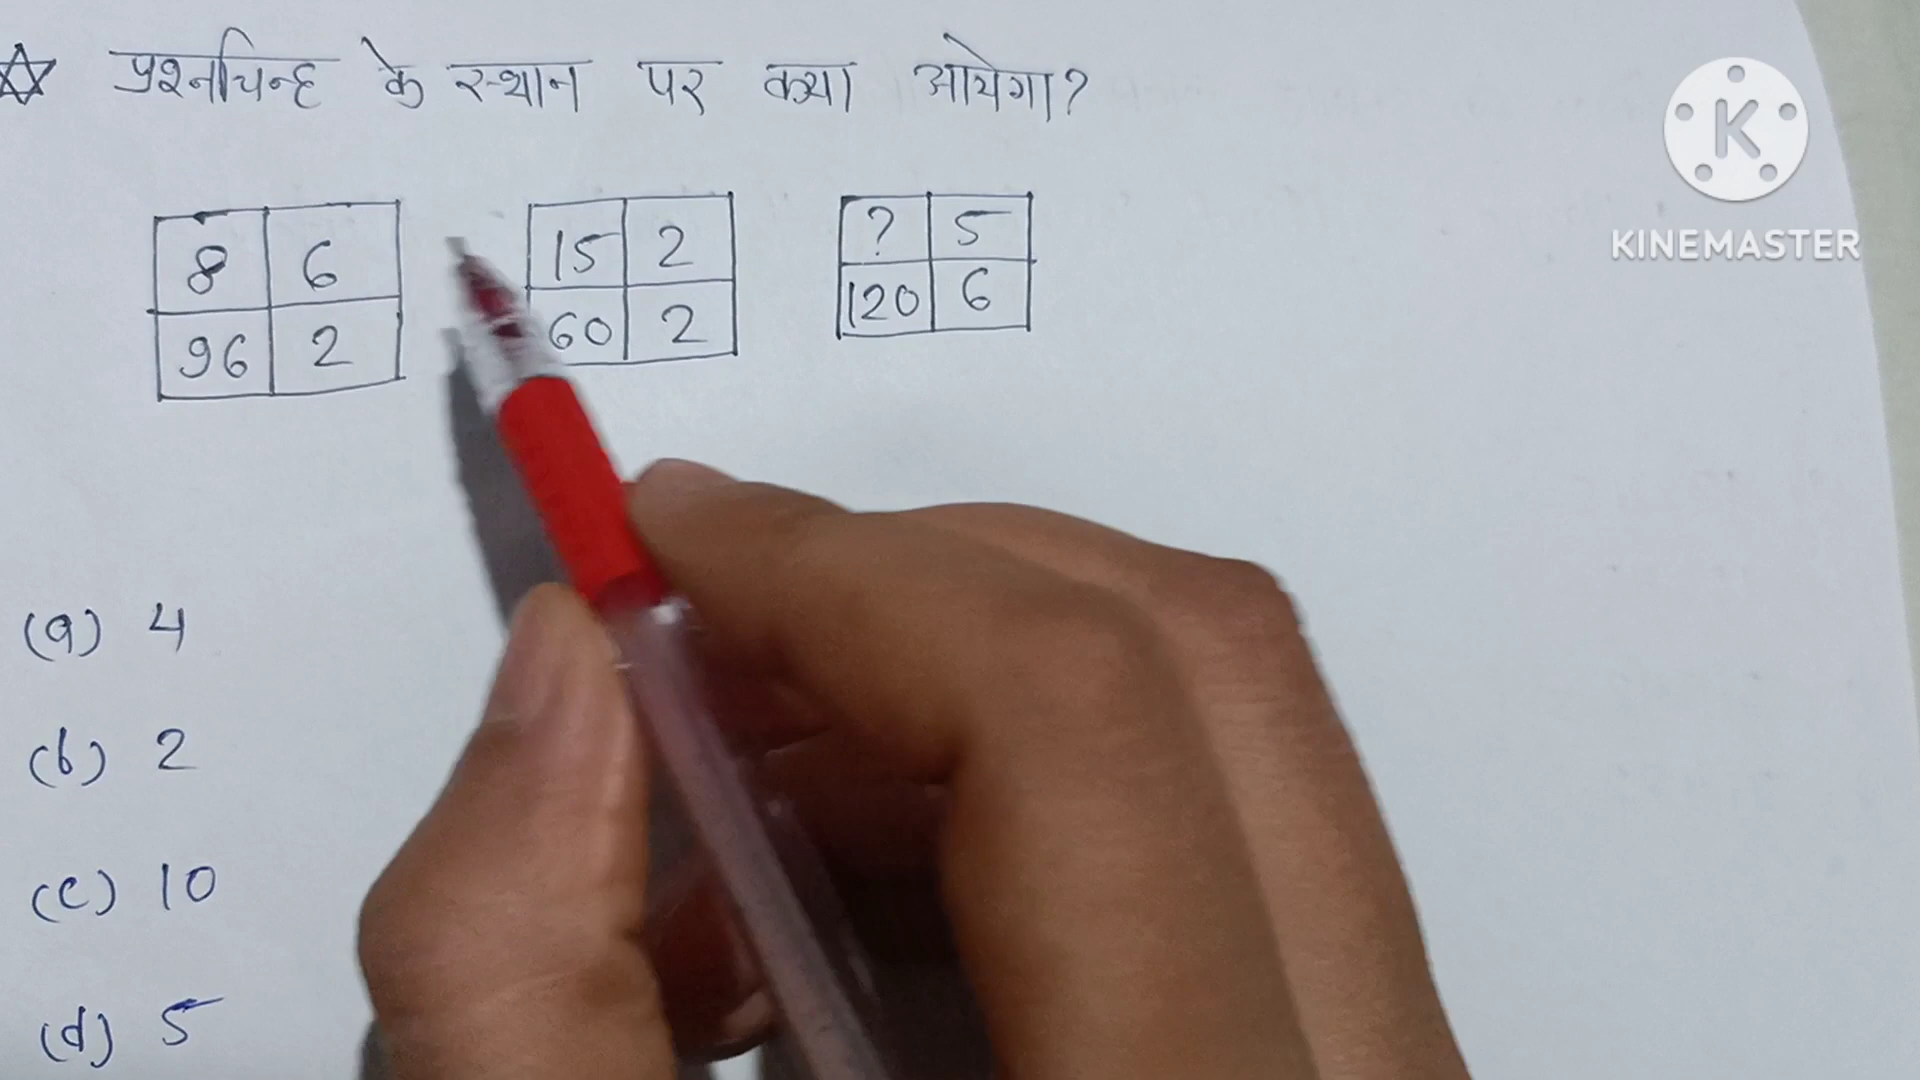 ☆ प्रश्नचिन्ह के स्थान पर क्या आयेगा?
K
KINEMASTER
8 6 15 2 ? 5
96 2 60 2 120 6
(a) 4
(b) 2
(c) 10
(d) 5